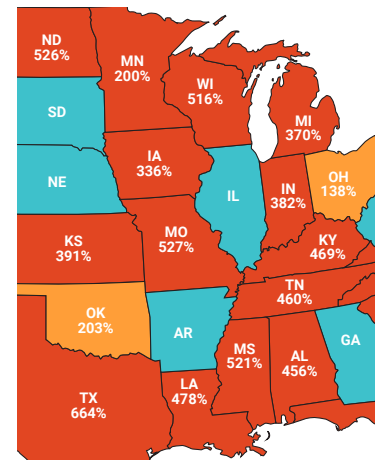 ND
526%
MN
200%
WI
516%
MI
370%
SD
IA
336%
NE
IL
IN
382%
OH
138%
KS
391%
MO
527%
KY
469%
TN
460%
OK
203%
AR
MS
521%
AL
456%
GA
TX
664%
LA
478%